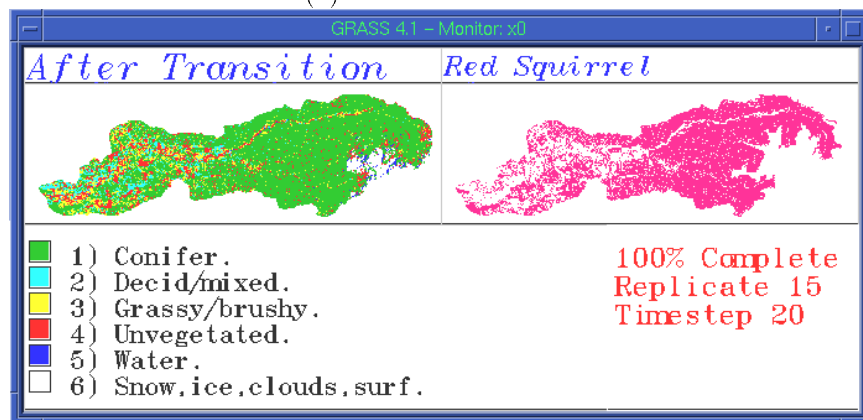 GRASS 4.1 – Monitor: x0
After Transition
Red Squirrel
1) Conifer.
2) Decid/mixed.
3) Grassy/brushy.
4) Unvegetated.
5) Water.
6) Snow,ice,clouds,surf.
100% Complete
Replicate 15
Timestep 20